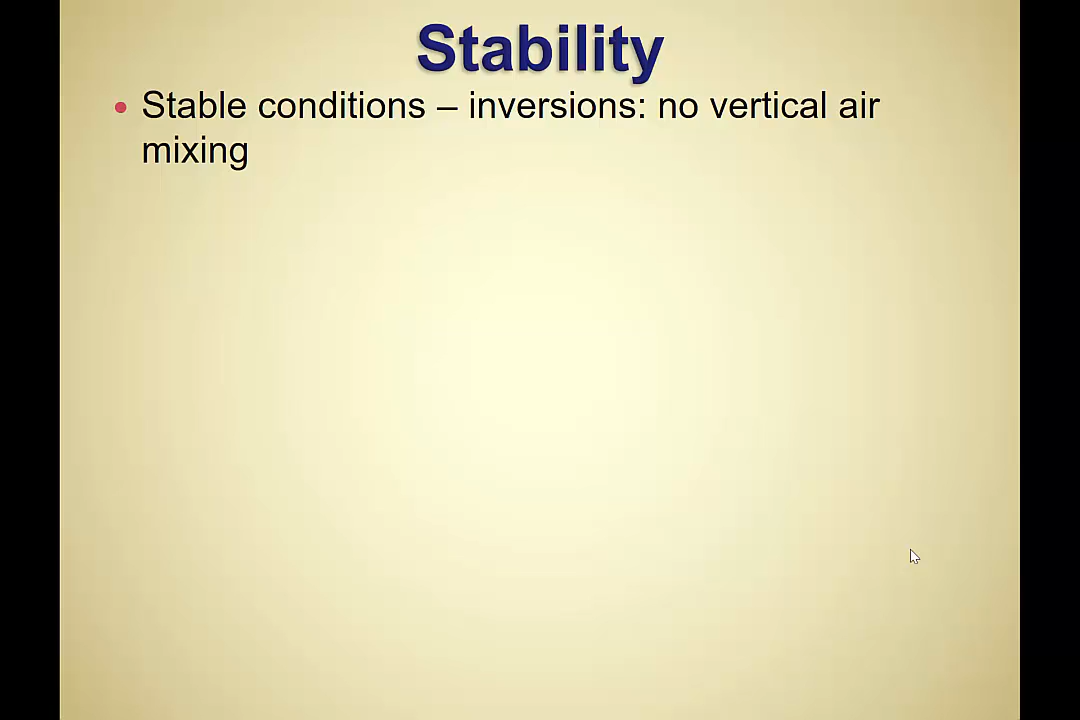 Stability
• Stable conditions – inversions: no vertical air
mixing